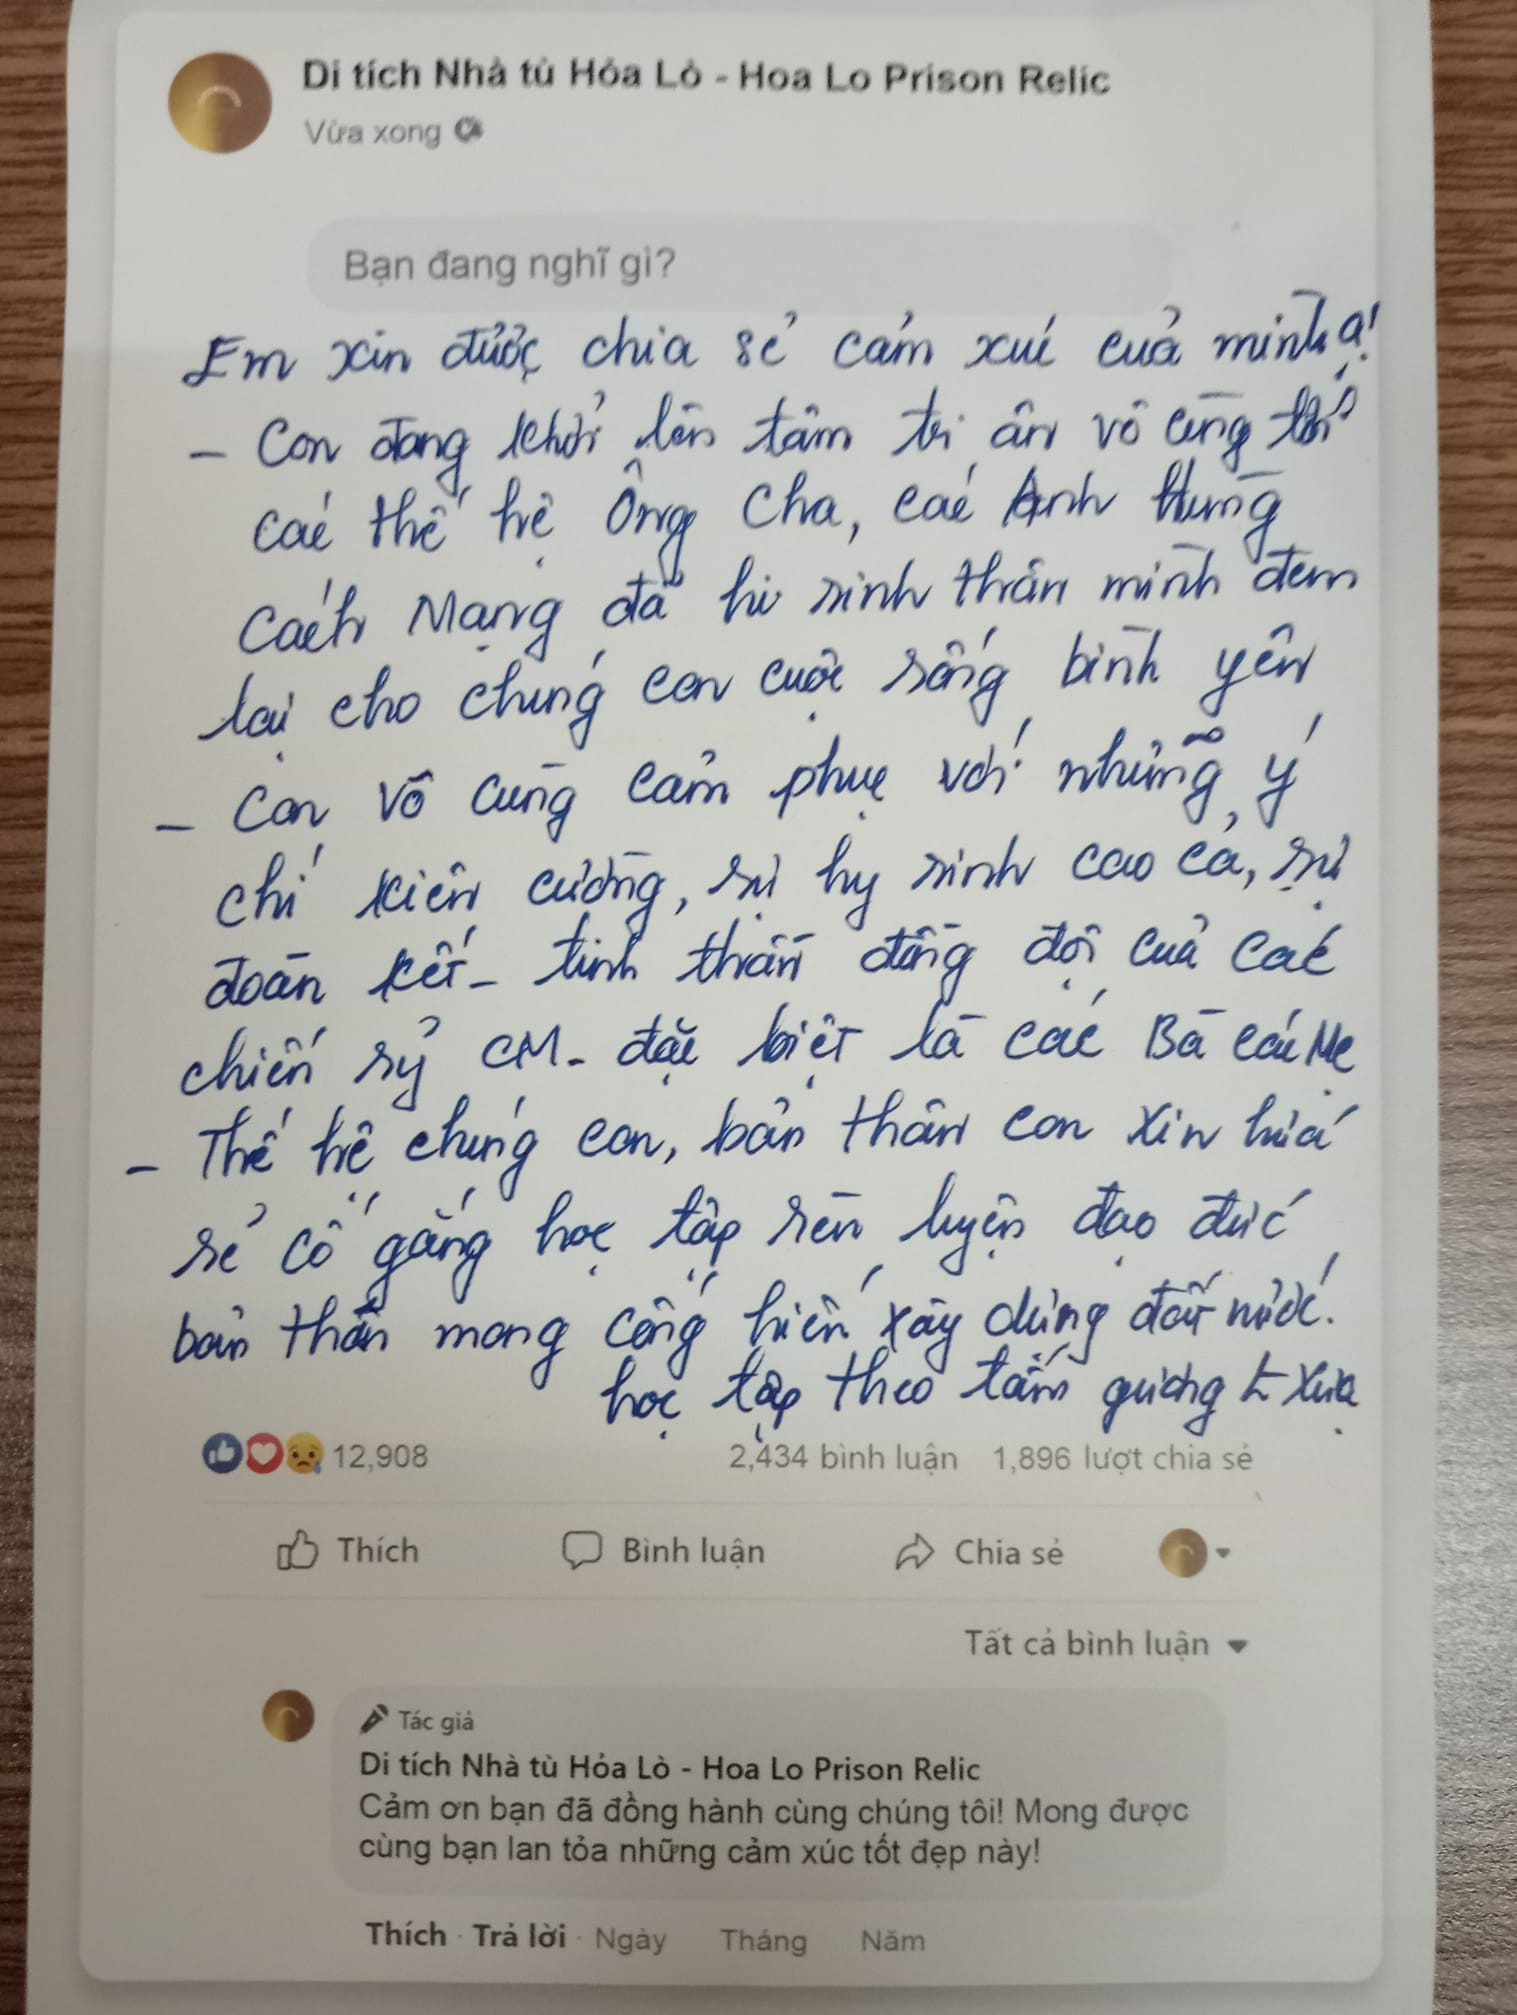 Di tích Nhà tù Hỏa Lò - Hoa Lo Prison Relic
Vừa xong
Bạn đang nghĩ gì?
Em xin được chia sẻ cảm xúc của mình ạ!
- Con đang khởi lên tâm tri ân vô cùng tới
các thế hệ Ông Cha, các Anh Hùng
Cách Mạng đã hi sinh thân mình đem
lại cho chúng con cuộc sống bình yên
- Con vô cùng cảm phục với những ý
chí kiên cường, sự hy sinh cao cả, sự
đoàn kết - tinh thần đồng đội của các
chiến sỹ CM - đặc biệt là các Bà các Mẹ
- Thế hệ chúng con, bản thân con xin hứa
sẻ cố gắng học tập rèn luyện đạo đức
bản thân mong cống hiến xây dựng đất nước.
học tập theo tấm gương xưa
12,908
2,434 bình luận 1,896 lượt chia sẻ
Thích Bình luận Chia sẻ
Tất cả bình luận
Tác giả
Di tích Nhà tù Hỏa Lò - Hoa Lo Prison Relic
Cảm ơn bạn đã đồng hành cùng chúng tôi! Mong được
cùng bạn lan tỏa những cảm xúc tốt đẹp này!
Thích · Trả lời · Ngày Tháng Năm